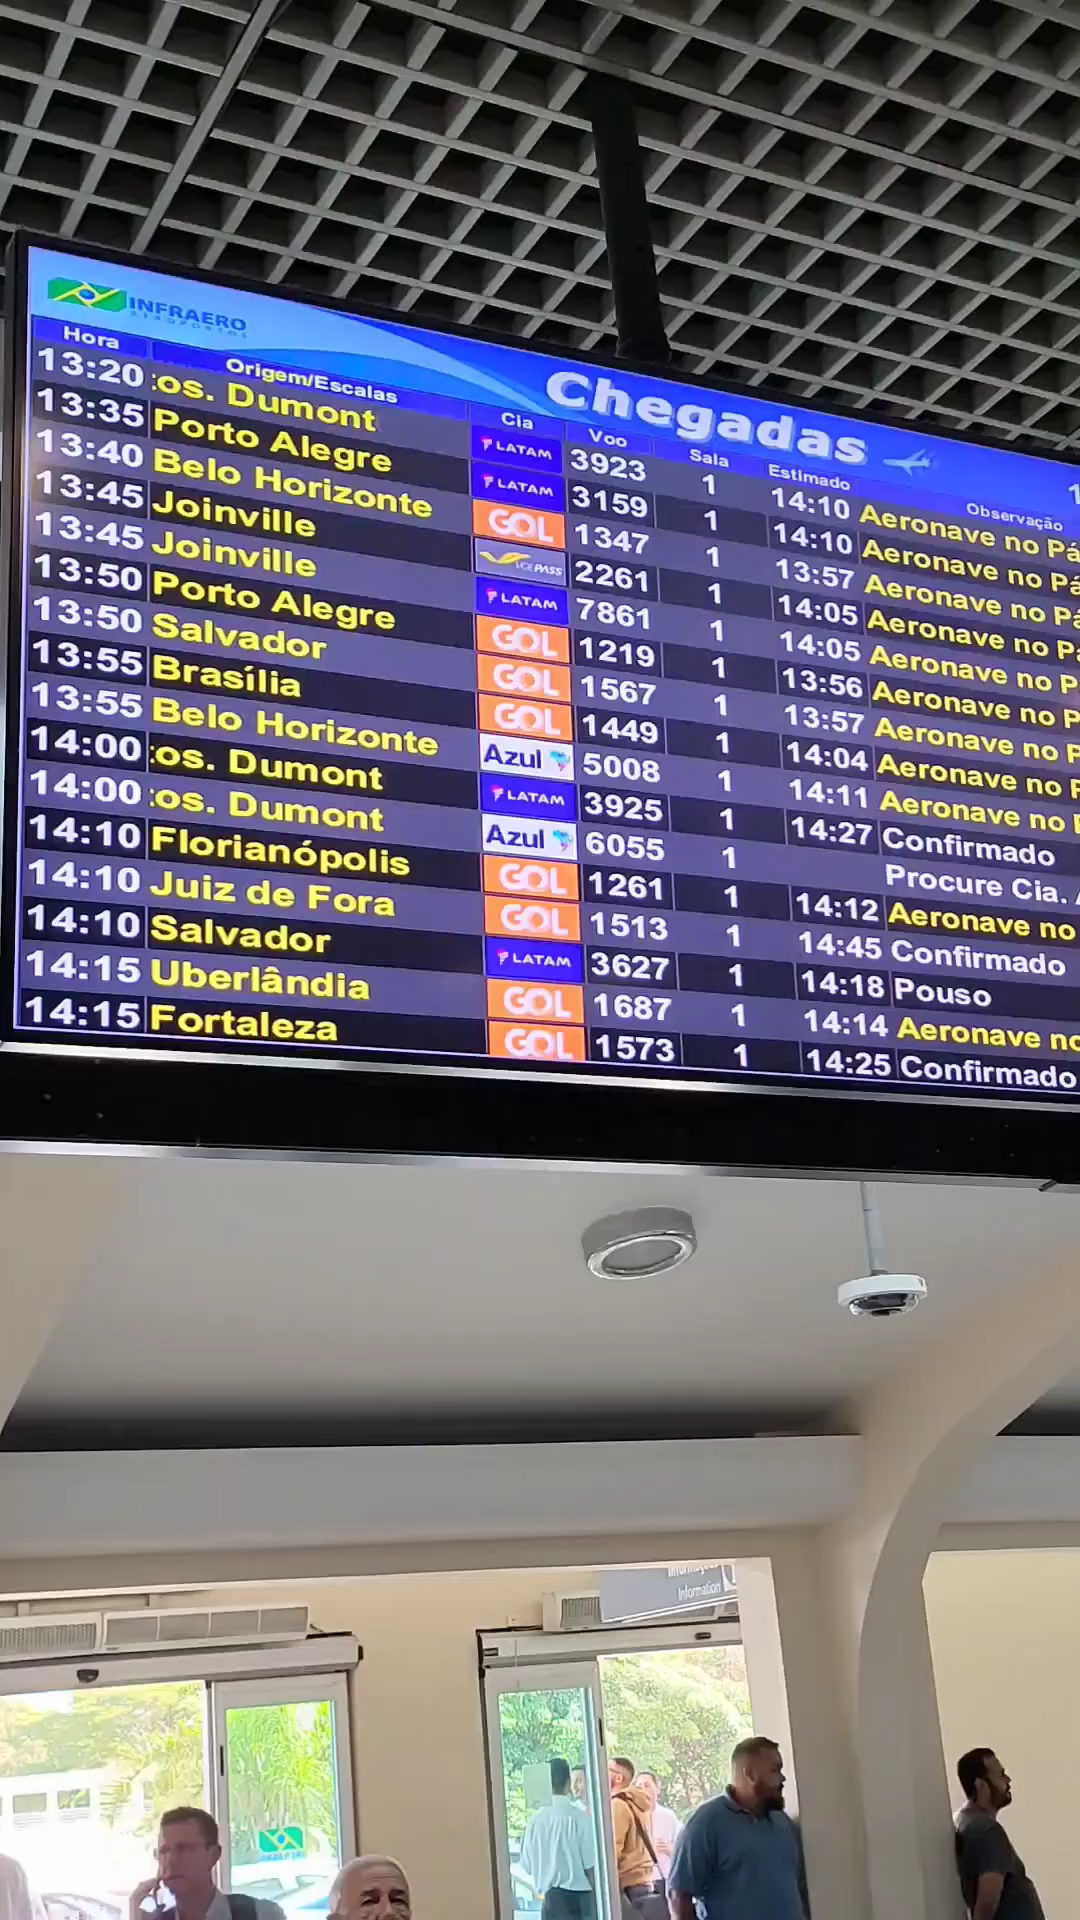 INFRAERO
AEROPORTOS
Chegadas
Hora Origem/Escalas Cia Voo Sala Estimado Observação
13:20 :os. Dumont LATAM 3923 1 14:10 Aeronave no Pá
13:35 Porto Alegre LATAM 3159 1 14:10 Aeronave no Pá
13:40 Belo Horizonte GOL 1347 1 13:57 Aeronave no Pá
13:45 Joinville VOEPASS 2261 1 14:05 Aeronave no P
13:45 Joinville LATAM 7861 1 14:05 Aeronave no P
13:50 Porto Alegre GOL 1219 1 13:56 Aeronave no P
13:50 Salvador GOL 1567 1 13:57 Aeronave no P
13:55 Brasília GOL 1449 1 14:04 Aeronave no P
13:55 Belo Horizonte Azul 5008 1 14:11 Aeronave no
14:00 :os. Dumont LATAM 3925 1 14:27 Confirmado
14:00 :os. Dumont Azul 6055 1 Procure Cia.
14:10 Florianópolis GOL 1261 1 14:12 Aeronave no
14:10 Juiz de Fora GOL 1513 1 14:45 Confirmado
14:10 Salvador LATAM 3627 1 14:18 Pouso
14:15 Uberlândia GOL 1687 1 14:14 Aeronave no
14:15 Fortaleza GOL 1573 1 14:25 Confirmado
Informações
Information